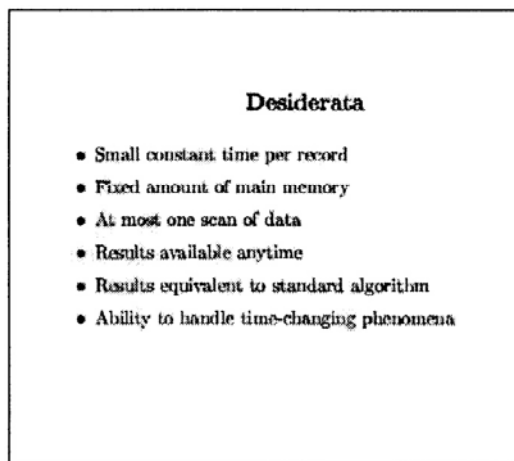 Desiderata
• Small constant time per record
• Fixed amount of main memory
• At most one scan of data
• Results available anytime
• Results equivalent to standard algorithm
• Ability to handle time-changing phenomena